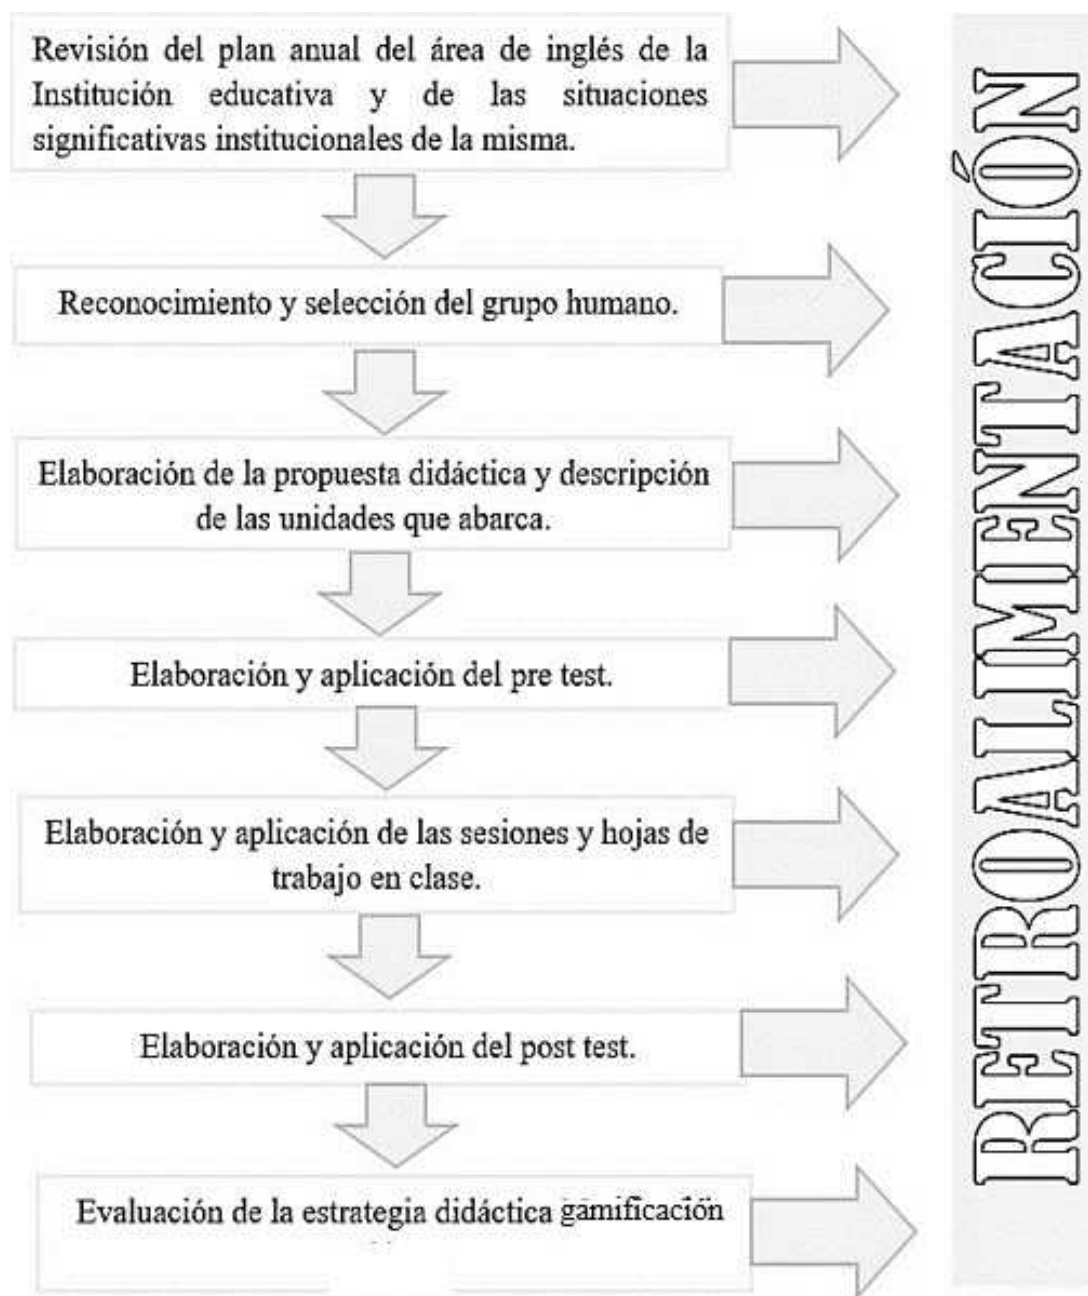 Revisión del plan anual del área de inglés de la
Institución educativa y de las situaciones
significativas institucionales de la misma.
Reconocimiento y selección del grupo humano.
Elaboración de la propuesta didáctica y descripción
de las unidades que abarca.
Elaboración y aplicación del pre test.
Elaboración y aplicación de las sesiones y hojas de
trabajo en clase.
Elaboración y aplicación del post test.
Evaluación de la estrategia didáctica gamificación
RETROALIMENTACIÓN